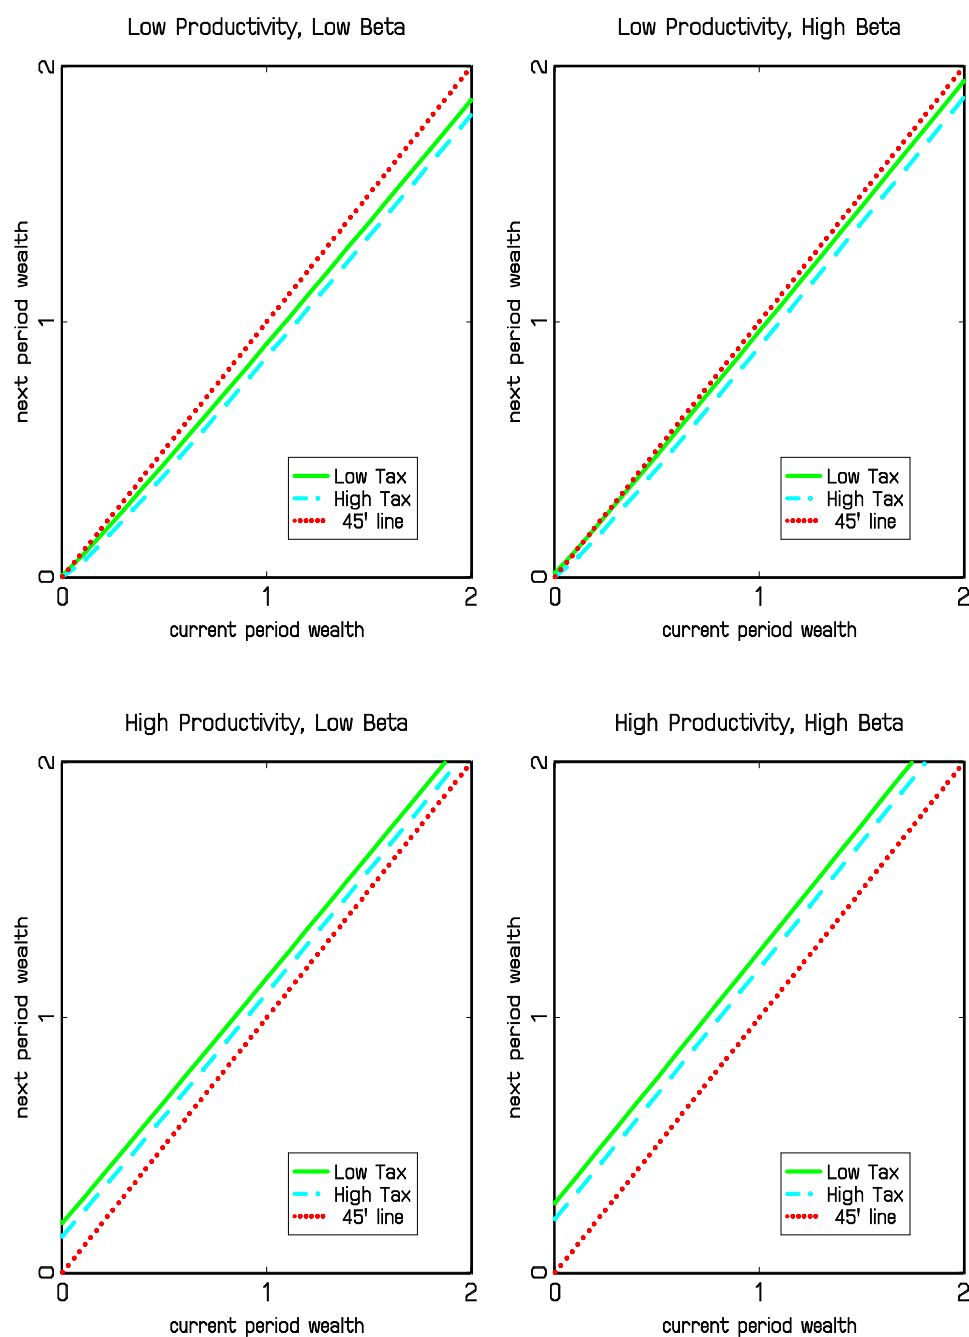 Low Productivity, Low Beta
2
1
0
next period wealth
Low Tax
High Tax
45' line
0 1 2
current period wealth
Low Productivity, High Beta
2
1
0
next period wealth
Low Tax
High Tax
45' line
0 1 2
current period wealth
High Productivity, Low Beta
2
1
0
next period wealth
Low Tax
High Tax
45' line
0 1 2
current period wealth
High Productivity, High Beta
2
1
0
next period wealth
Low Tax
High Tax
45' line
0 1 2
current period wealth